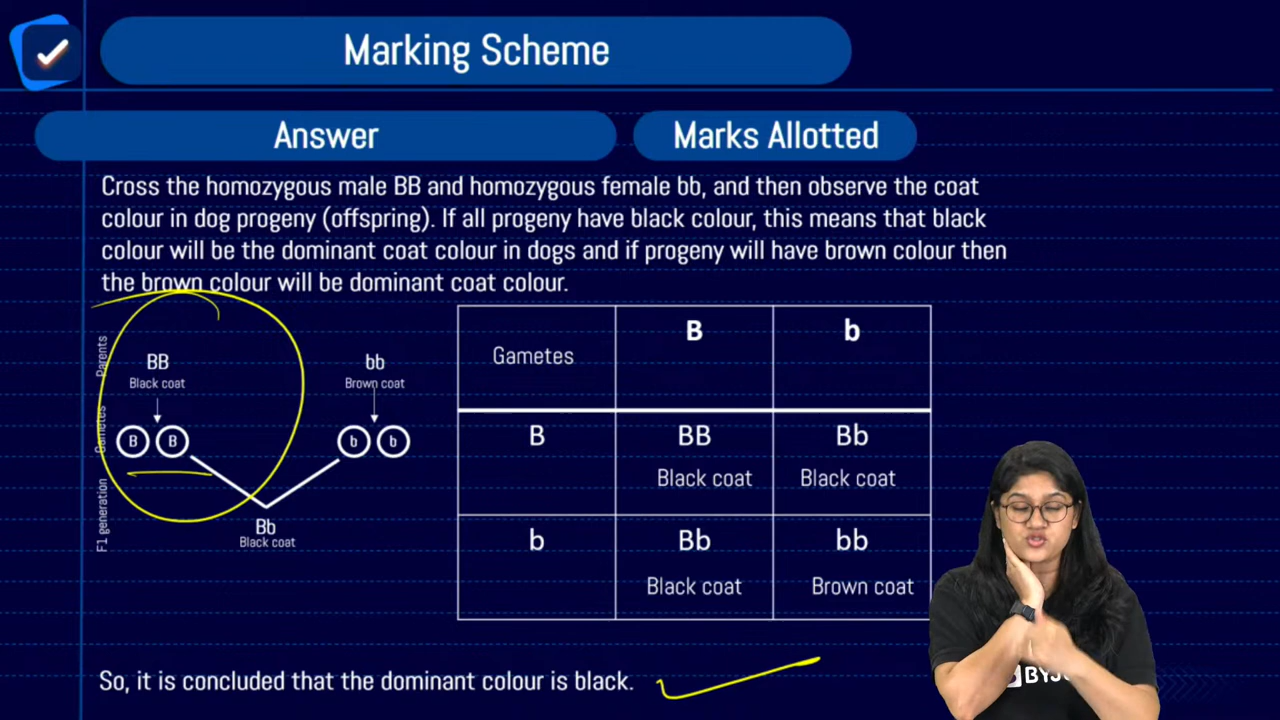 Marking Scheme
Answer
Marks Allotted
Cross the homozygous male BB and homozygous female bb, and then observe the coat
colour in dog progeny (offspring). If all progeny have black colour, this means that black
colour will be the dominant coat colour in dogs and if progeny will have brown colour then
the brown colour will be dominant coat colour.
Parents
BB
bb
Black coat
Brown coat
Gametes
B B
b b
F1 generation
Bb
Black coat
Gametes
B
b
B
BB
Bb
Black coat
Black coat
b
Bb
bb
Black coat
Brown coat
So, it is concluded that the dominant colour is black.